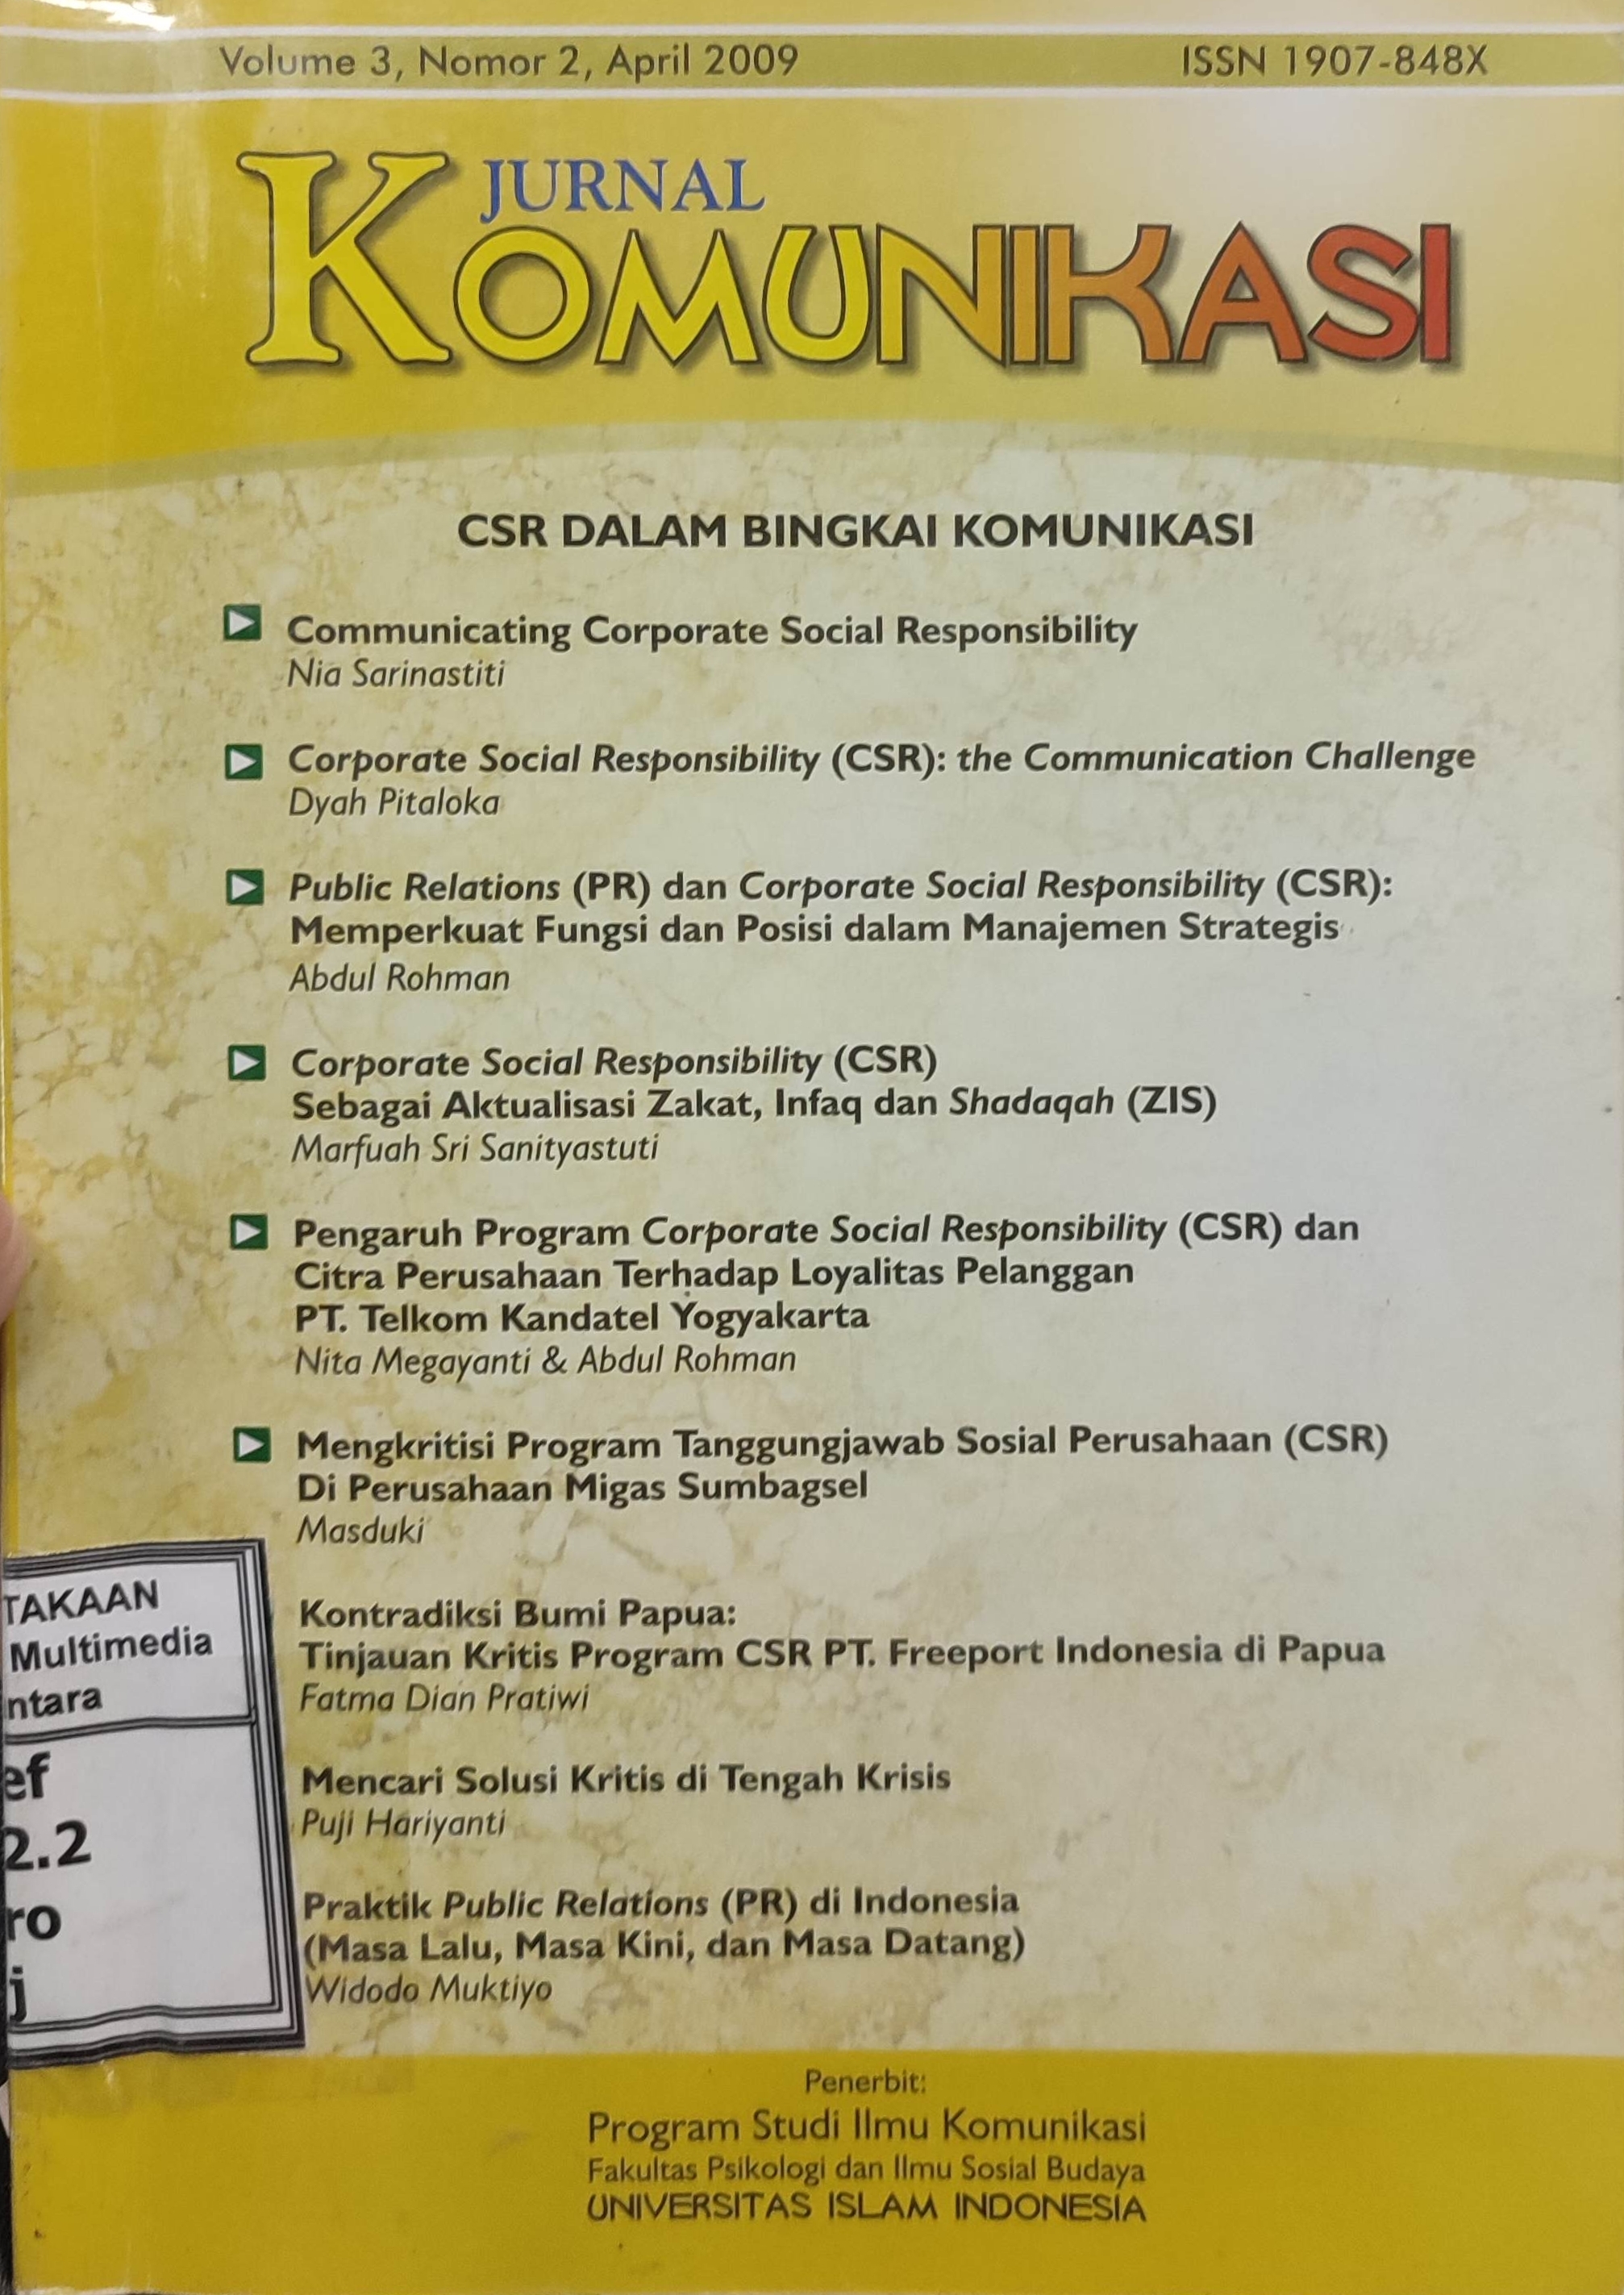 Volume 3, Nomor 2, April 2009 ISSN 1907-848X
JURNAL
KOMUNIKASI
CSR DALAM BINGKAI KOMUNIKASI
Communicating Corporate Social Responsibility
Nia Sarinastiti
Corporate Social Responsibility (CSR): the Communication Challenge
Dyah Pitaloka
Public Relations (PR) dan Corporate Social Responsibility (CSR):
Memperkuat Fungsi dan Posisi dalam Manajemen Strategis
Abdul Rohman
Corporate Social Responsibility (CSR)
Sebagai Aktualisasi Zakat, Infaq dan Shadaqah (ZIS)
Marfuah Sri Sanityastuti
Pengaruh Program Corporate Social Responsibility (CSR) dan
Citra Perusahaan Terhadap Loyalitas Pelanggan
PT. Telkom Kandatel Yogyakarta
Nita Megayanti & Abdul Rohman
Mengkritisi Program Tanggungjawab Sosial Perusahaan (CSR)
Di Perusahaan Migas Sumbagsel
Masduki
Kontradiksi Bumi Papua:
Tinjauan Kritis Program CSR PT. Freeport Indonesia di Papua
Fatma Dian Pratiwi
Mencari Solusi Kritis di Tengah Krisis
Puji Hariyanti
Praktik Public Relations (PR) di Indonesia
(Masa Lalu, Masa Kini, dan Masa Datang)
Widodo Muktiyo
TAKAAN
Multimedia
ntara
ef
2.2
ro
j
Penerbit:
Program Studi Ilmu Komunikasi
Fakultas Psikologi dan Ilmu Sosial Budaya
UNIVERSITAS ISLAM INDONESIA